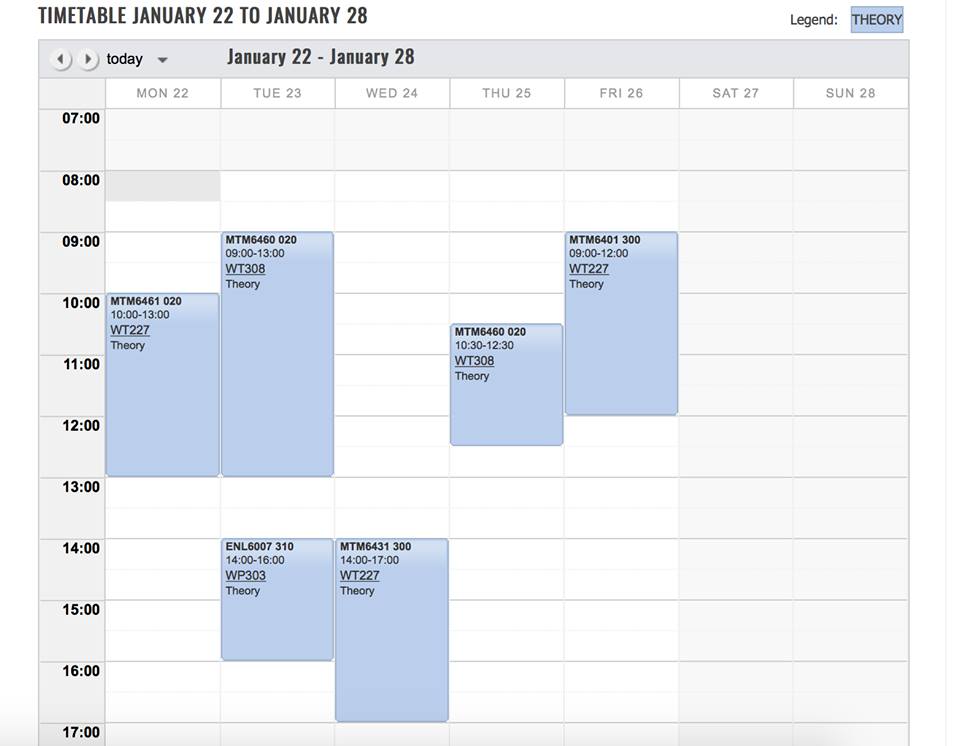 TIMETABLE JANUARY 22 TO JANUARY 28
Legend: THEORY
today January 22 - January 28
MON 22 TUE 23 WED 24 THU 25 FRI 26 SAT 27 SUN 28
07:00
08:00
09:00
10:00
11:00
12:00
13:00
14:00
15:00
16:00
17:00
MTM6461 020
10:00-13:00
WT227
Theory
MTM6460 020
09:00-13:00
WT308
Theory
ENL6007 310
14:00-16:00
WP303
Theory
MTM6431 300
14:00-17:00
WT227
Theory
MTM6460 020
10:30-12:30
WT308
Theory
MTM6401 300
09:00-12:00
WT227
Theory